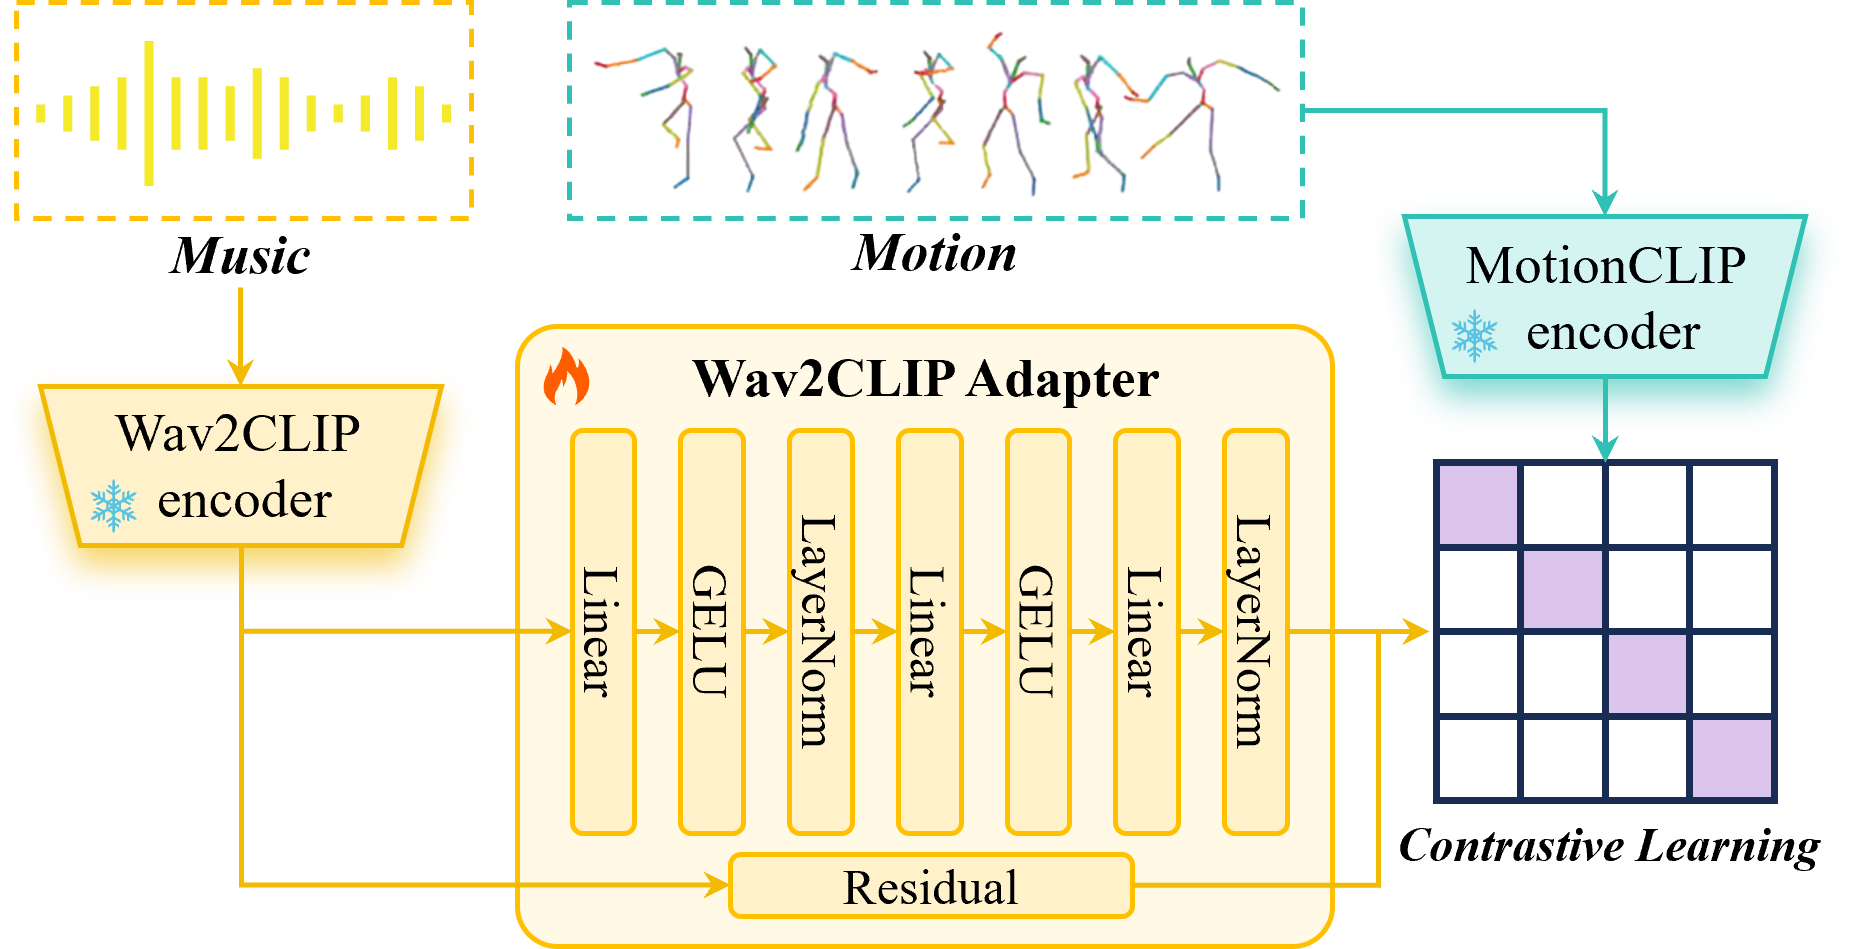 Music
Motion
MotionCLIP
encoder
Wav2CLIP
encoder
Wav2CLIP Adapter
Linear
GELU
LayerNorm
Linear
GELU
Linear
LayerNorm
Residual
Contrastive Learning